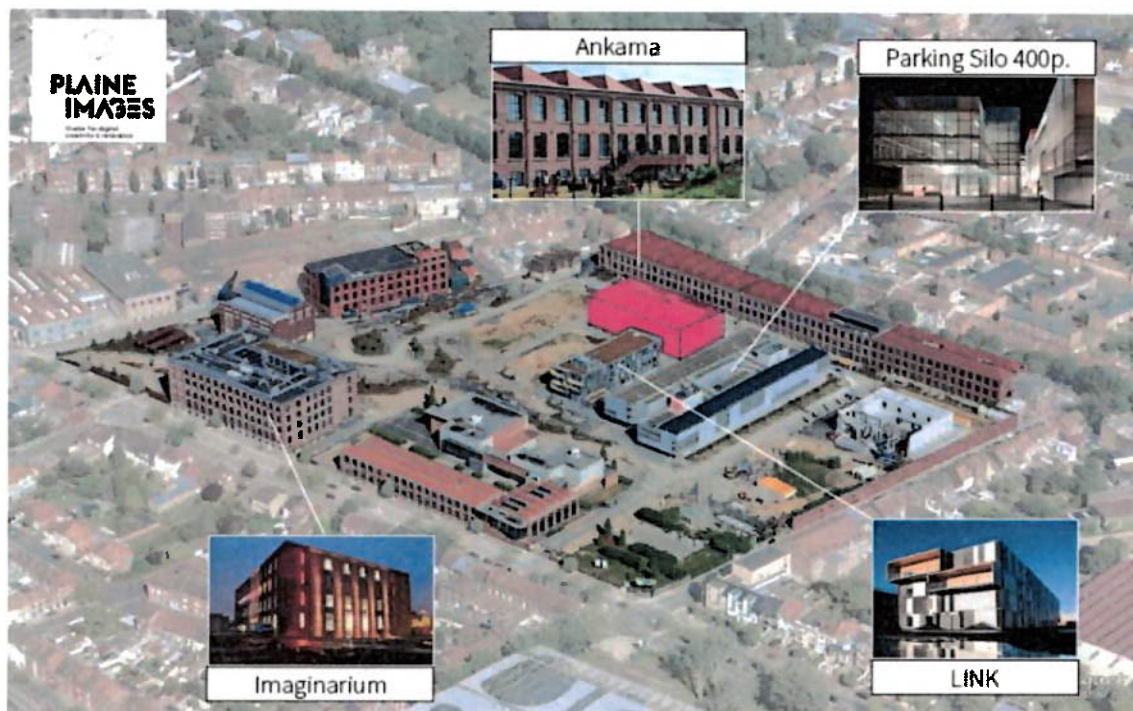 PLAINE
IMAGES
Ankama
Parking Silo 400p.
Imaginarium
LINK